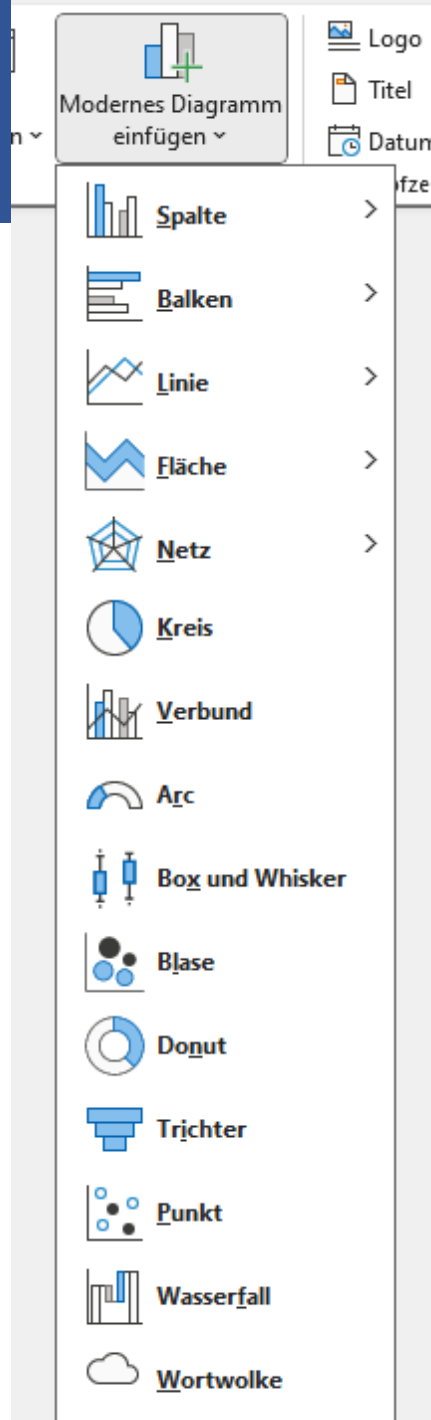 Modernes Diagramm
einfügen
Logo
Titel
Datum
Spalte
Balken
Linie
Fläche
Netz
Kreis
Verbund
Arc
Box und Whisker
Blase
Donut
Trichter
Punkt
Wasserfall
Wortwolke